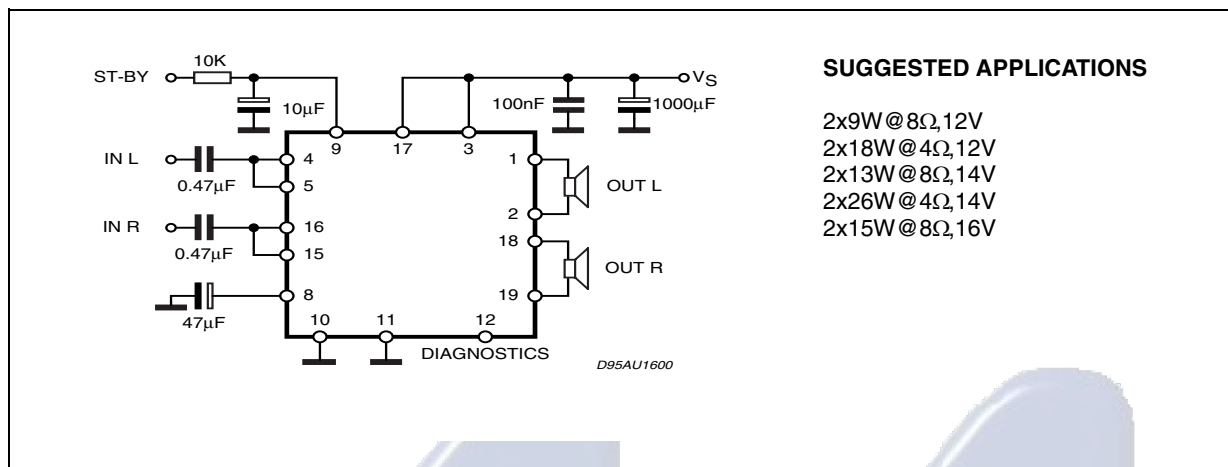 10K
ST-BY
10μF
100nF
1000μF
VS
SUGGESTED APPLICATIONS
2x9W@8Ω,12V
2x18W@4Ω,12V
2x13W@8Ω,14V
2x26W@4Ω,14V
2x15W@8Ω,16V
9
17
3
IN L
0.47μF
4
5
1
2
OUT L
IN R
0.47μF
16
15
18
19
OUT R
47μF
8
10
11
12
DIAGNOSTICS
D95AU1600